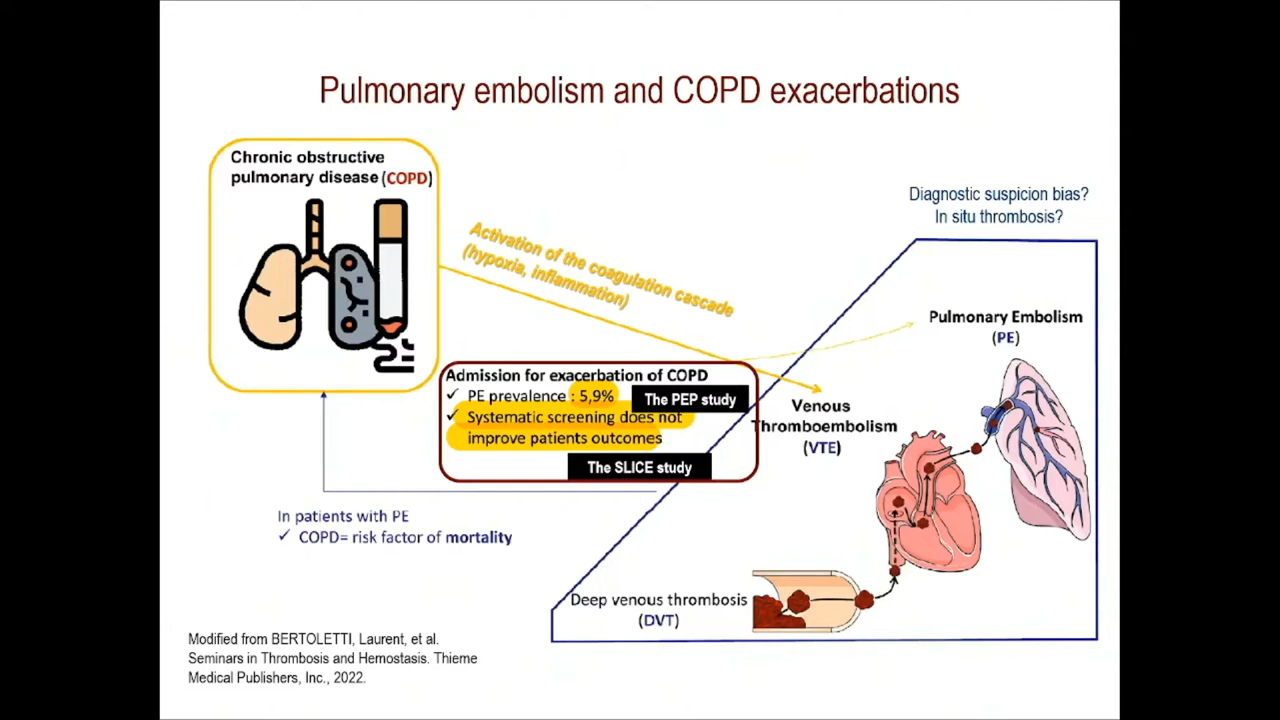 Pulmonary embolism and COPD exacerbations
Chronic obstructive
pulmonary disease (COPD)
Diagnostic suspicion bias?
In situ thrombosis?
Activation of the coagulation cascade
(hypoxia, inflammation)
Pulmonary Embolism
(PE)
Admission for exacerbation of COPD
✓ PE prevalence : 5,9%
The PEP study
✓ Systematic screening does not
improve patients outcomes
The SLICE study
Venous
Thromboembolism
(VTE)
In patients with PE
✓ COPD= risk factor of mortality
Deep venous thrombosis
(DVT)
Modified from BERTOLETTI, Laurent, et al.
Seminars in Thrombosis and Hemostasis. Thieme
Medical Publishers, Inc., 2022.